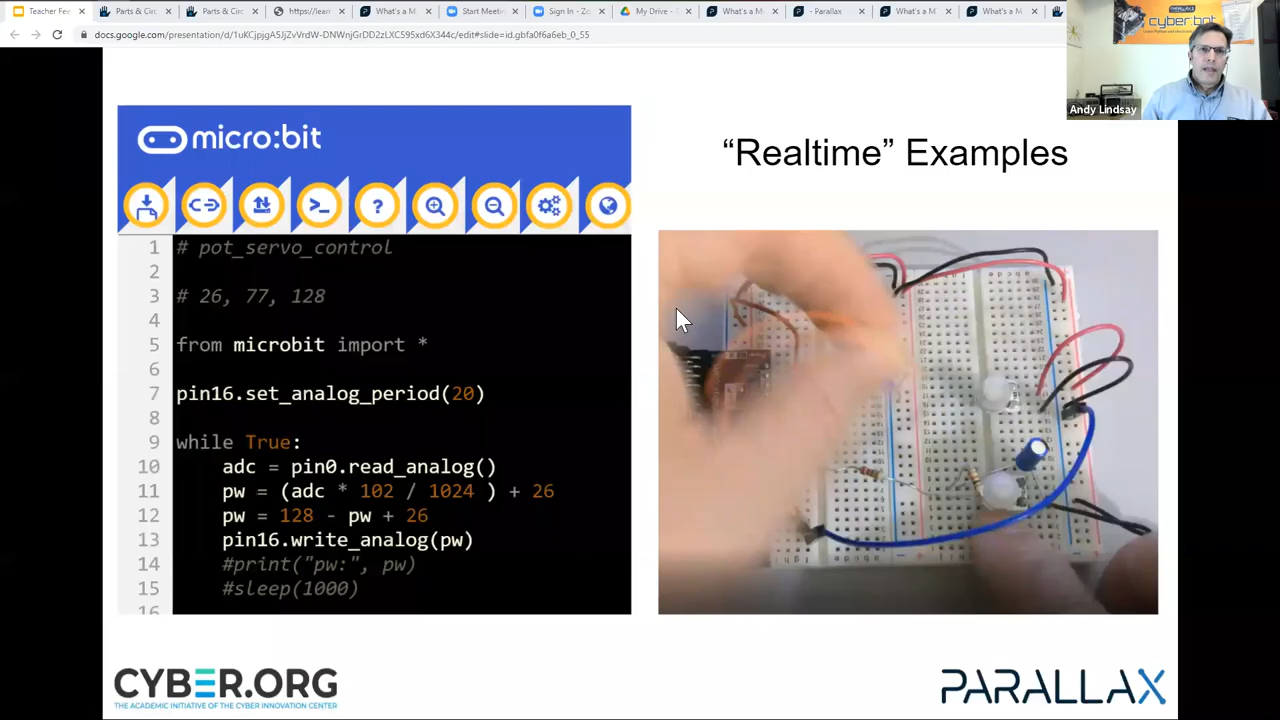 Teacher Fee
Parts & Circ
Parts & Circ
https://lear
What's a M
Start Meeti
Sign In - Zo
My Drive -
What's a M
- Parallax
What's a M
What's a M
docs.google.com/presentation/d/1uKCjpjgA5JjZvVrdW-DNWnjGrDD2zLXC595xd6X344c/edit#slide=id.gbfa0f6a6eb_0_55
PARALLAX
cyber:bot
Andy Lindsay
micro:bit
"Realtime" Examples
>_
?
1 # pot_servo_control
2
3 # 26, 77, 128
4
5 from microbit import *
6
7 pin16.set_analog_period(20)
8
9 while True:
10 adc = pin0.read_analog()
11 pw = (adc * 102 / 1024 ) + 26
12 pw = 128 - pw + 26
13 pin16.write_analog(pw)
14 #print("pw:", pw)
15 #sleep(1000)
16
CYBER.ORG
THE ACADEMIC INITIATIVE OF THE CYBER INNOVATION CENTER
PARALLAX